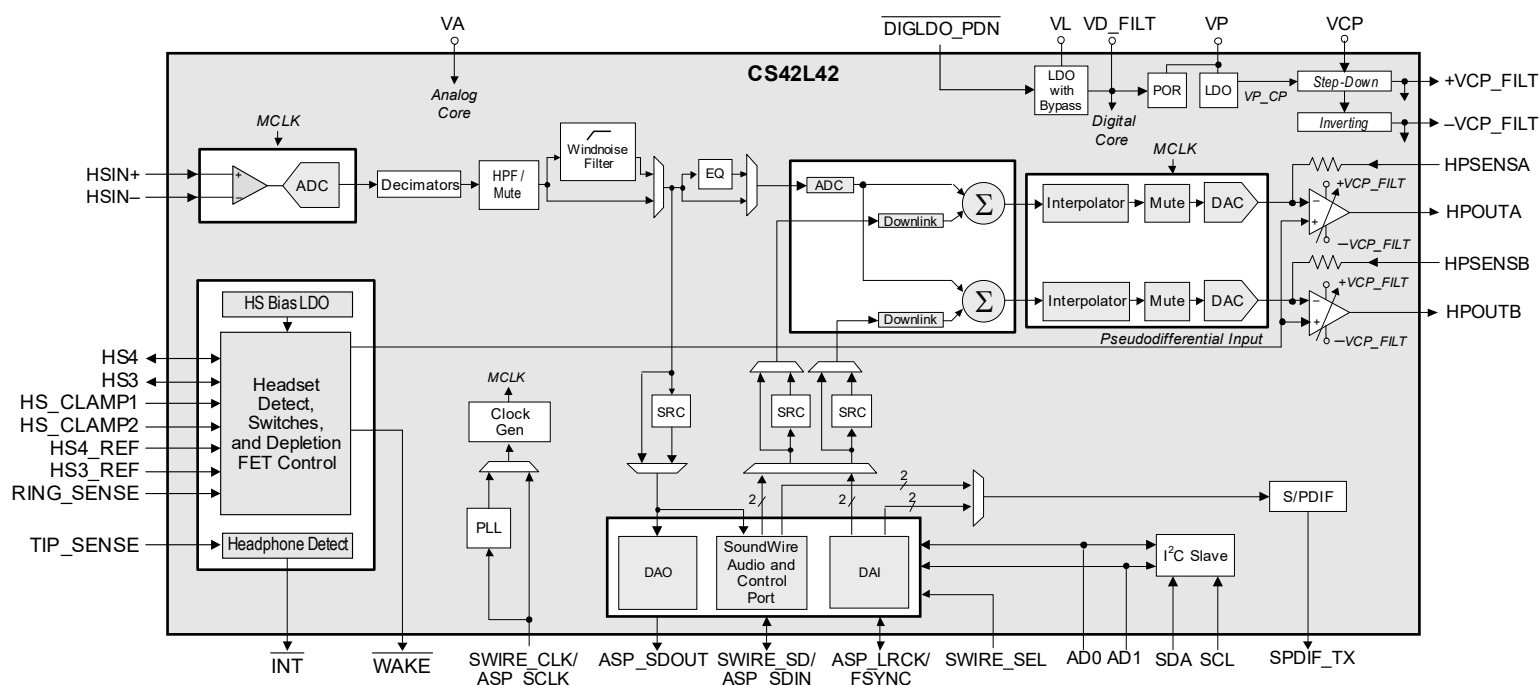 VA
DIGLDO_PDN
VL
VD_FILT
VP
VCP
CS42L42
Analog
Core
LDO
with
Bypass
Digital
Core
POR
LDO
VP_CP
Step-Down
Inverting
+VCP_FILT
–VCP_FILT
MCLK
HSIN+
HSIN–
+
–
ADC
Decimators
HPF /
Mute
Windnoise
Filter
EQ
ADC
Downlink
Σ
Downlink
Σ
MCLK
Interpolator
Mute
DAC
Interpolator
Mute
DAC
Pseudodifferential Input
HPSENSA
+VCP_FILT
–
+
–VCP_FILT
HPOUTA
HPSENSB
+VCP_FILT
–
+
–VCP_FILT
HPOUTB
HS Bias LDO
Headset
Detect,
Switches,
and Depletion
FET Control
Headphone Detect
HS4
HS3
HS_CLAMP1
HS_CLAMP2
HS4_REF
HS3_REF
RING_SENSE
TIP_SENSE
MCLK
Clock
Gen
PLL
SRC
SRC
SRC
2
2
2
2
DAO
SoundWire
Audio and
Control
Port
DAI
S/PDIF
I2C Slave
INT
WAKE
SWIRE_CLK/
ASP_SCLK
ASP_SDOUT
SWIRE_SD/
ASP_SDIN
ASP_LRCK/
FSYNC
SWIRE_SEL
AD0
AD1
SDA
SCL
SPDIF_TX